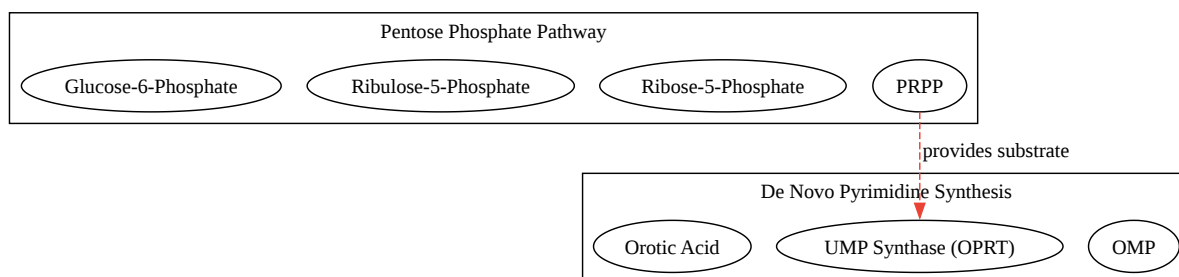 Pentose Phosphate Pathway
Glucose-6-Phosphate
Ribulose-5-Phosphate
Ribose-5-Phosphate
PRPP
provides substrate
De Novo Pyrimidine Synthesis
Orotic Acid
UMP Synthase (OPRT)
OMP